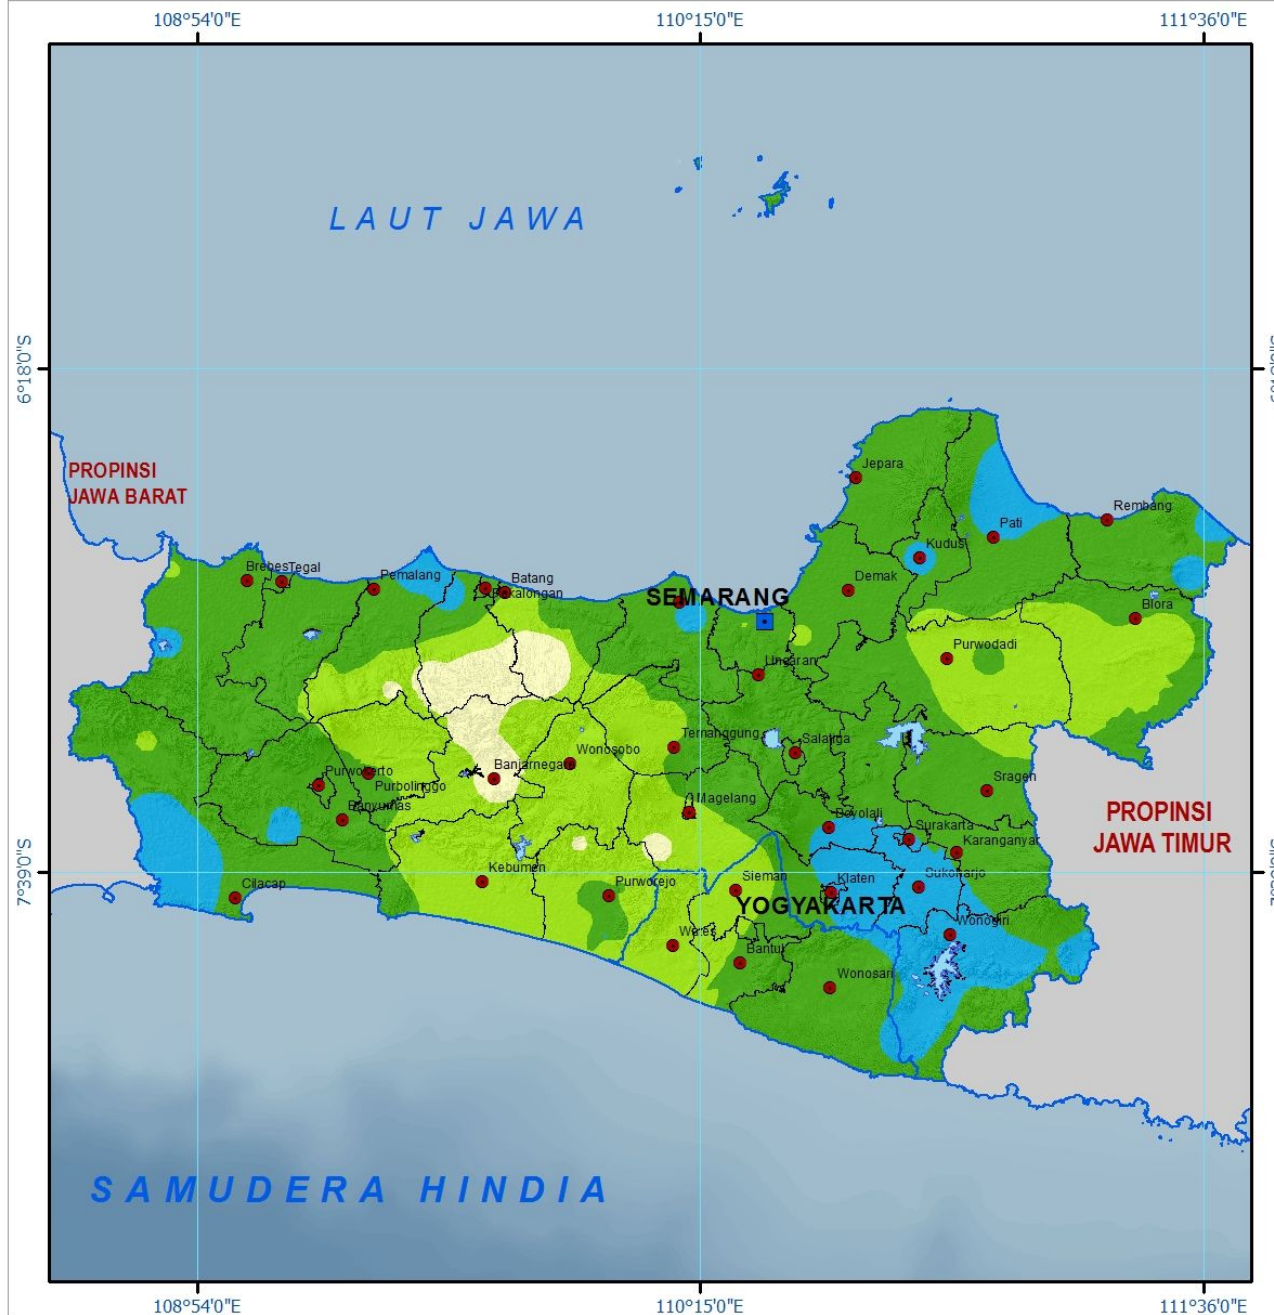 108°54'0"E
110°15'0"E
111°36'0"E
LAUT JAWA
6°18'0"S
PROPINSI
JAWA BARAT
Jepara
Rembang
Pati
Kudus
Brebes
Tegal
Pemalang
Batang
Pekalongan
SEMARANG
Demak
Blora
Purwodadi
Ungaran
Temanggung
Salatiga
Wonosobo
Banjarnegara
Purwokerto
Purbolinggo
Banyumas
Magelang
Boyolali
Sragen
Surakarta
Karanganyar
PROPINSI
JAWA TIMUR
7°39'0"S
Kebumen
Cilacap
Purworejo
Sleman
Klaten
Sukoharjo
YOGYAKARTA
Wonogiri
Wates
Bantul
Wonosari
SAMUDERA HINDIA
108°54'0"E
110°15'0"E
111°36'0"E